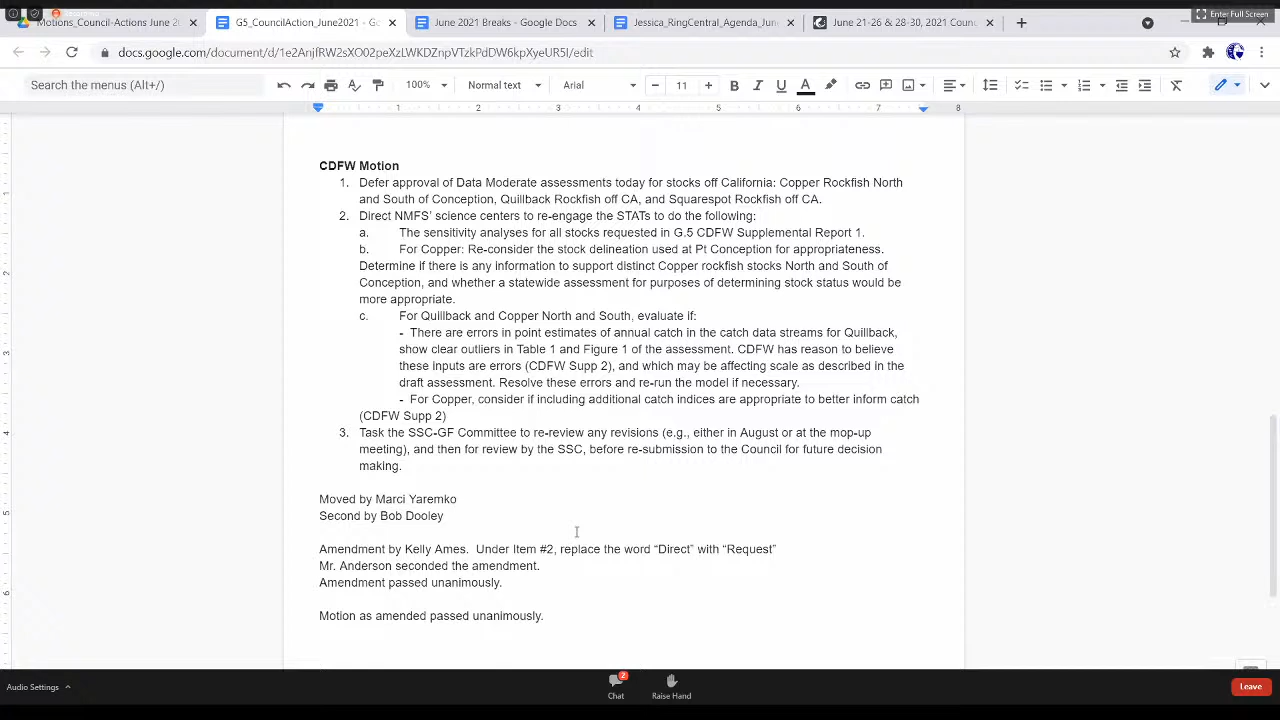 Enter Full Screen
Motions_Council-Actions June 20
G5_CouncilAction_June2021 - Go
June 2021 Breaks - Google Docs
Jessica_RingCentral_Agenda_Jun
June 21-26 & 28-30, 2021 Counc
docs.google.com/document/d/1e2AnjfRW2sXO02peXzLWKDZnpVTzkPdDW6kpXyeUR5I/edit
Search the menus (Alt+/)
100%
Normal text
Arial
11
1 2 3 4 5 6 7 8
CDFW Motion
1. Defer approval of Data Moderate assessments today for stocks off California: Copper Rockfish North
and South of Conception, Quillback Rockfish off CA, and Squarespot Rockfish off CA.
2. Direct NMFS’ science centers to re-engage the STATs to do the following:
a. The sensitivity analyses for all stocks requested in G.5 CDFW Supplemental Report 1.
b. For Copper: Re-consider the stock delineation used at Pt Conception for appropriateness.
Determine if there is any information to support distinct Copper rockfish stocks North and South of
Conception, and whether a statewide assessment for purposes of determining stock status would be
more appropriate.
c. For Quillback and Copper North and South, evaluate if:
- There are errors in point estimates of annual catch in the catch data streams for Quillback,
show clear outliers in Table 1 and Figure 1 of the assessment. CDFW has reason to believe
these inputs are errors (CDFW Supp 2), and which may be affecting scale as described in the
draft assessment. Resolve these errors and re-run the model if necessary.
- For Copper, consider if including additional catch indices are appropriate to better inform catch
(CDFW Supp 2)
3. Task the SSC-GF Committee to re-review any revisions (e.g., either in August or at the mop-up
meeting), and then for review by the SSC, before re-submission to the Council for future decision
making.
Moved by Marci Yaremko
Second by Bob Dooley
Amendment by Kelly Ames. Under Item #2, replace the word “Direct” with “Request”
Mr. Anderson seconded the amendment.
Amendment passed unanimously.
Motion as amended passed unanimously.
Audio Settings
2
Chat
Raise Hand
Leave